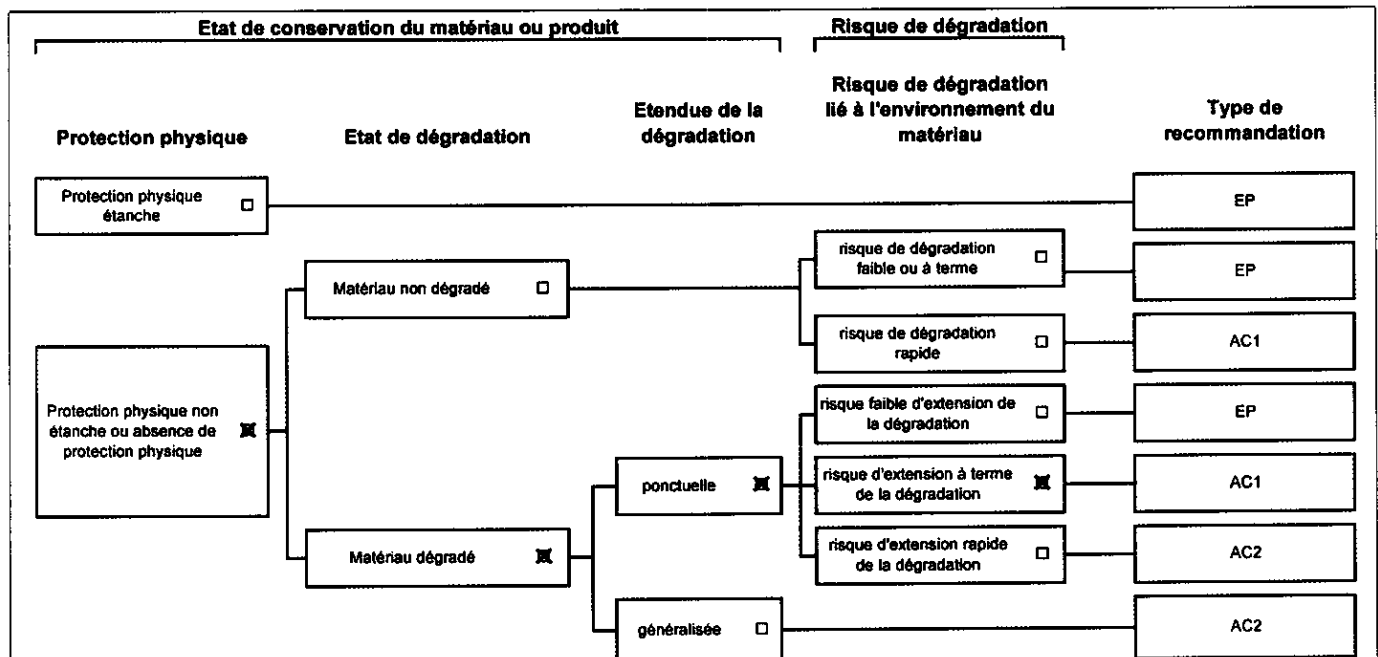 Etat de conservation du matériau ou produit
Risque de dégradation
Protection physique
Etat de dégradation
Etendue de la
dégradation
Risque de dégradation
lié à l'environnement du
matériau
Type de
recommandation
Protection physique
étanche
EP
Matériau non dégradé
risque de dégradation
faible ou à terme
EP
risque de dégradation
rapide
AC1
Protection physique non
étanche ou absence de
protection physique
risque faible d'extension de
la dégradation
EP
ponctuelle
risque d'extension à terme
de la dégradation
AC1
Matériau dégradé
risque d'extension rapide
de la dégradation
AC2
généralisée
AC2